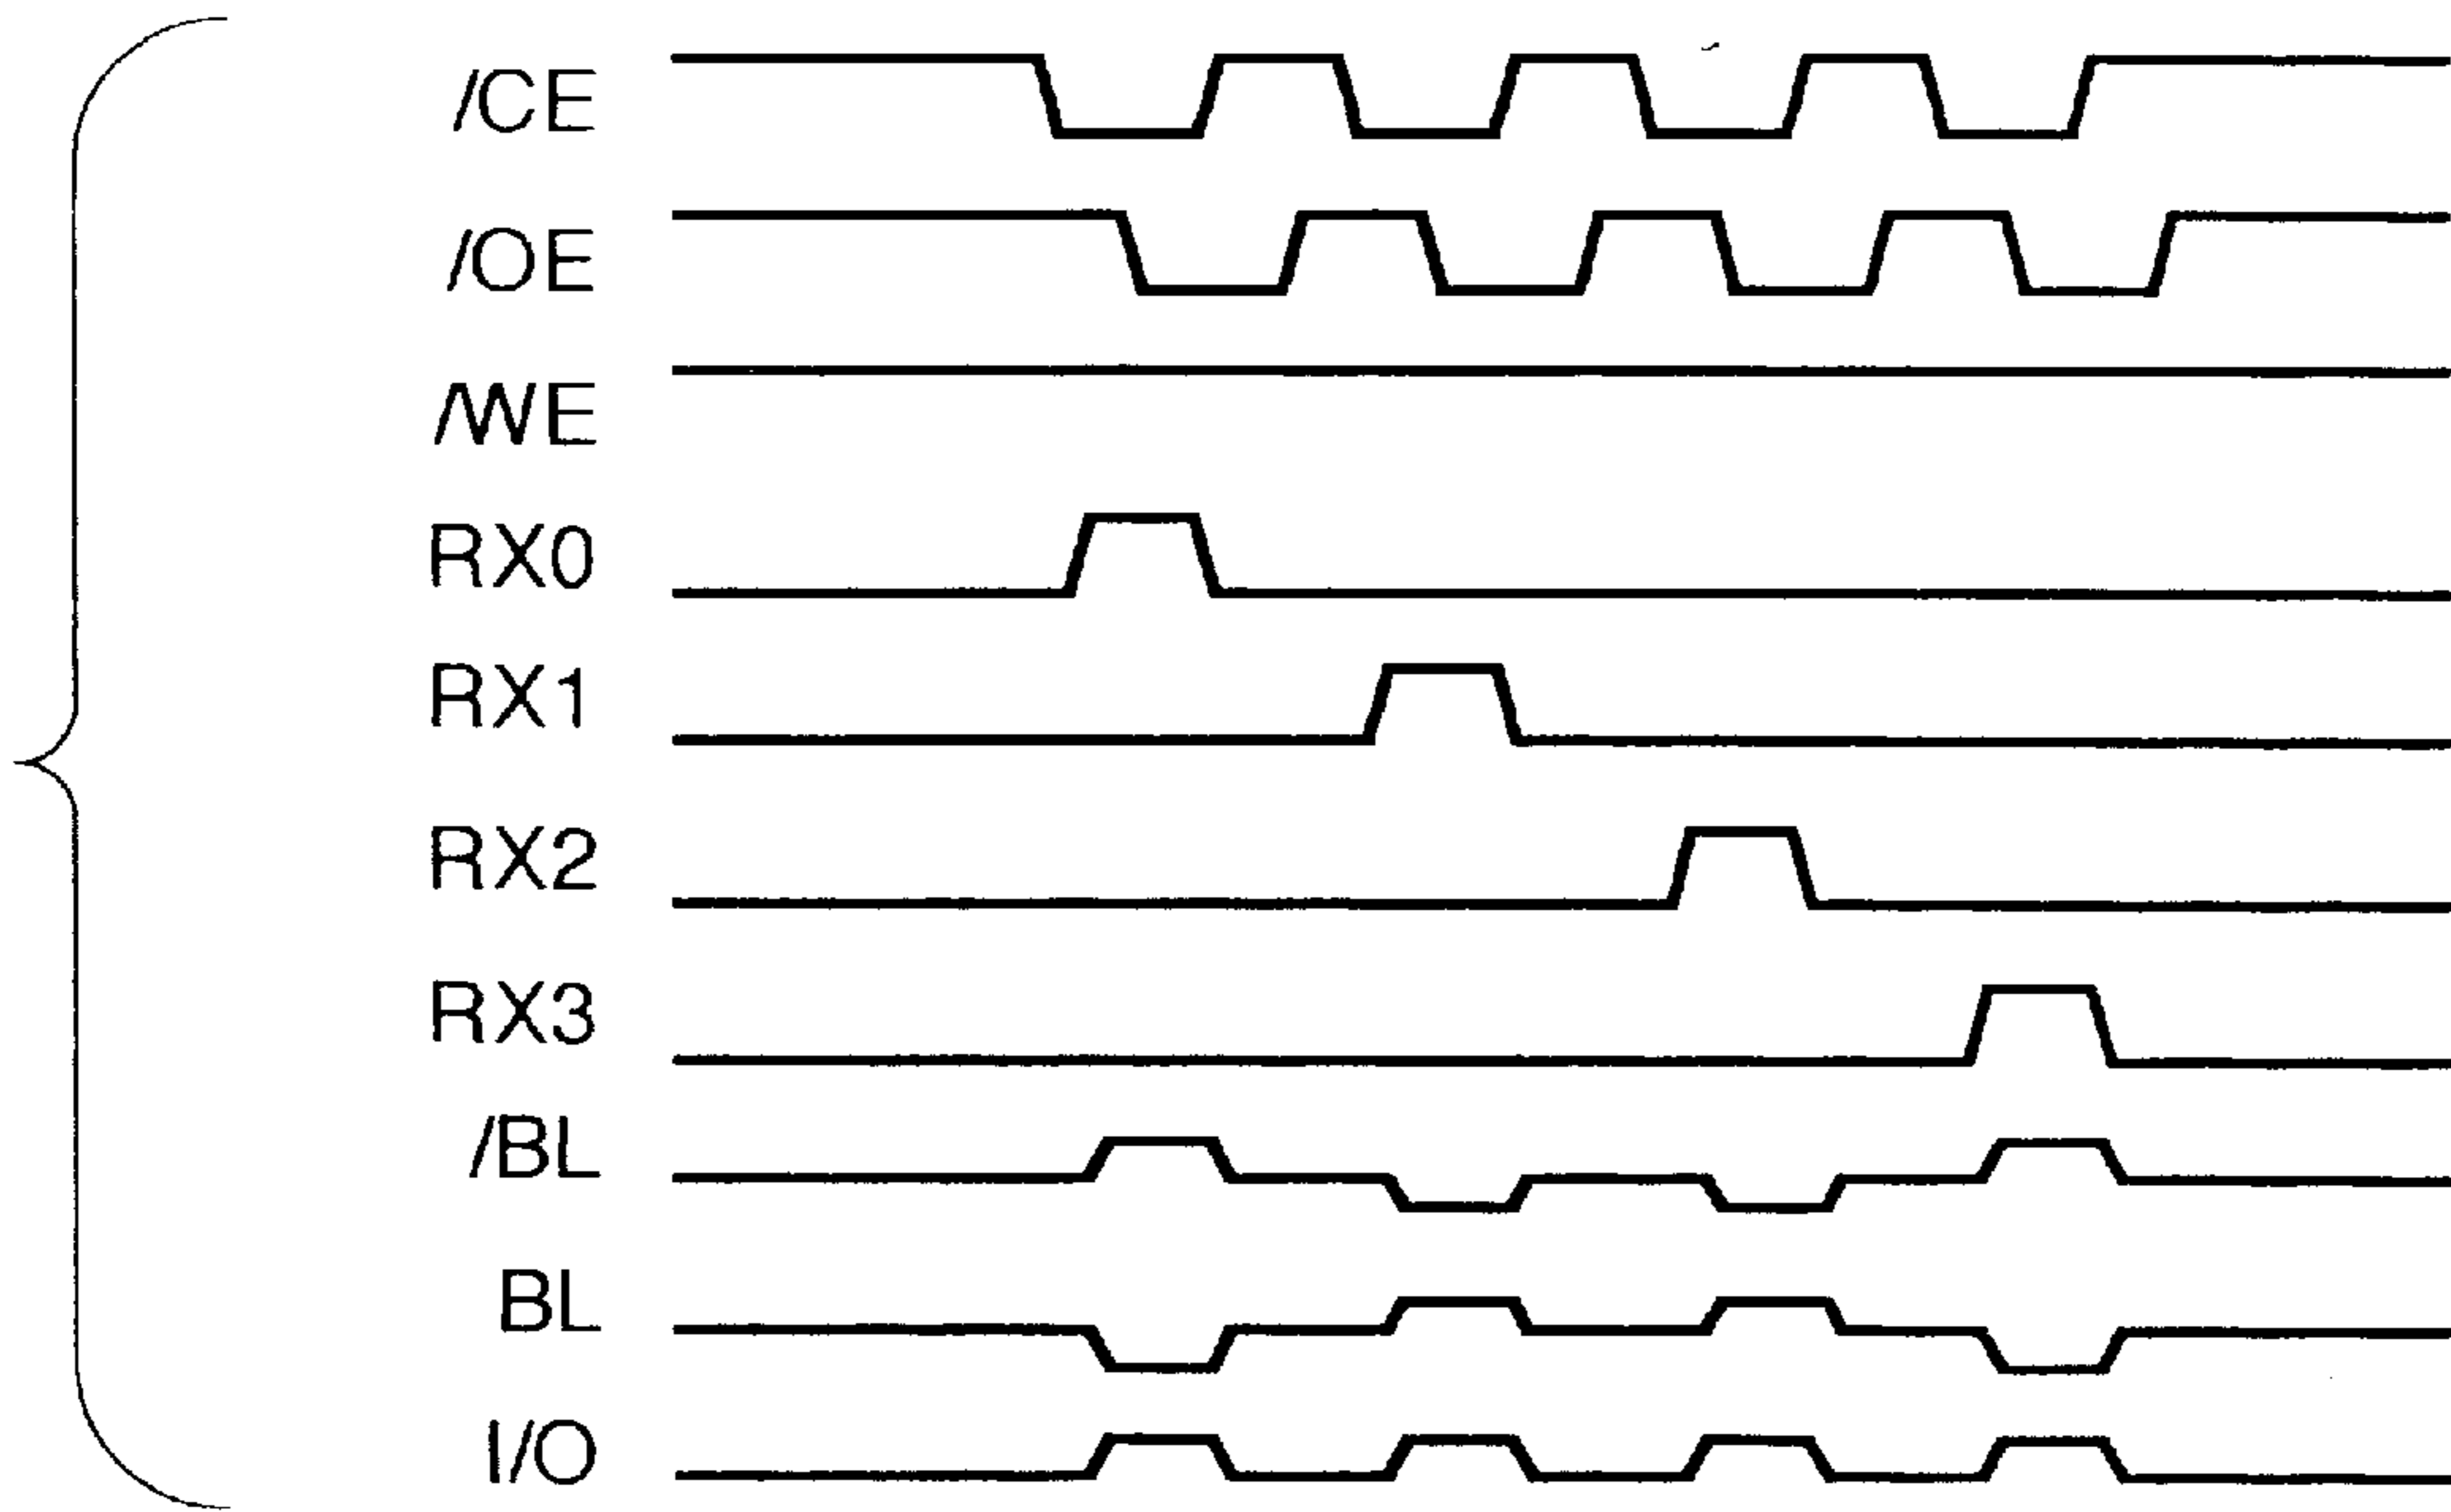 /CE
/OE
/WE
RX0
RX1
RX2
RX3
/BL
BL
I/O